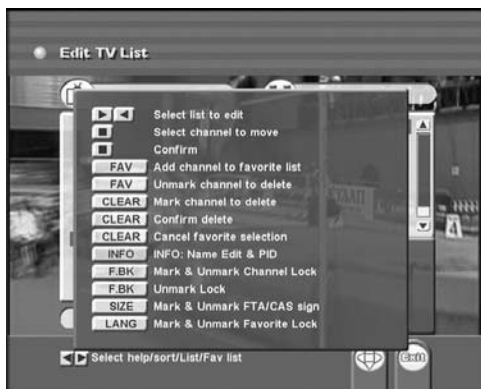 Edit TV List
Select list to edit
Select channel to move
Confirm
FAV Add channel to favorite list
FAV Unmark channel to delete
CLEAR Mark channel to delete
CLEAR Confirm delete
CLEAR Cancel favorite selection
INFO INFO: Name Edit & PID
F.BK Mark & Unmark Channel Lock
F.BK Unmark Lock
SIZE Mark & Unmark FTA/CAS sign
LANG Mark & Unmark Favorite Lock
4
Select help/sort/List/Fav list
Exit